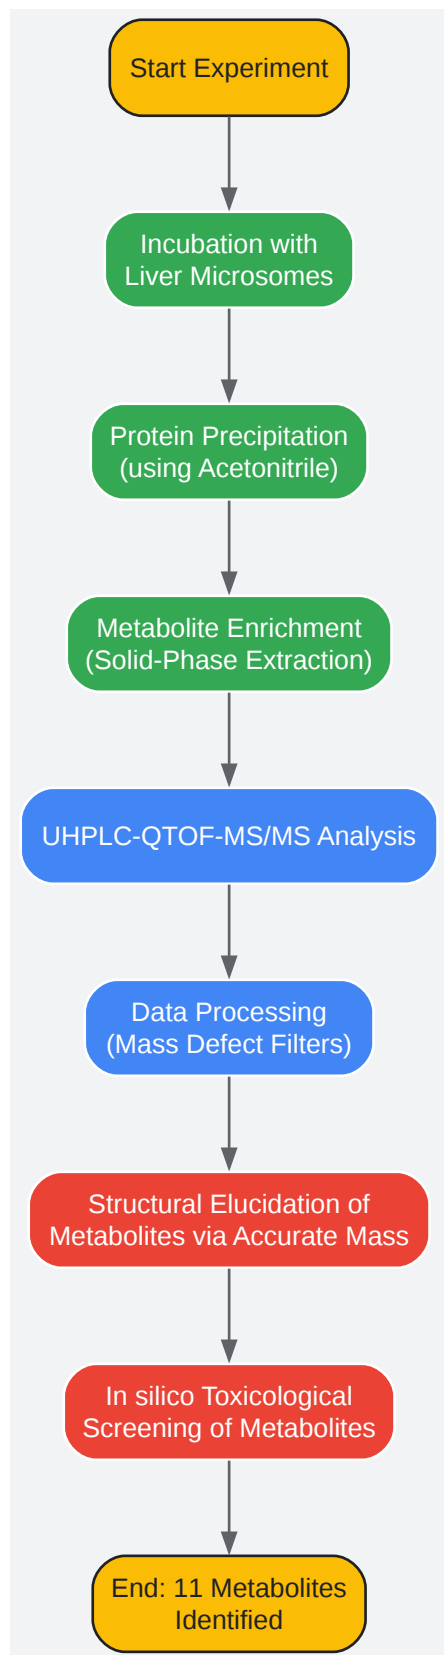 Start Experiment
Incubation with
Liver Microsomes
Protein Precipitation
(using Acetonitrile)
Metabolite Enrichment
(Solid-Phase Extraction)
UHPLC-QTOF-MS/MS Analysis
Data Processing
(Mass Defect Filters)
Structural Elucidation of
Metabolites via Accurate Mass
In silico Toxicological
Screening of Metabolites
End: 11 Metabolites
Identified